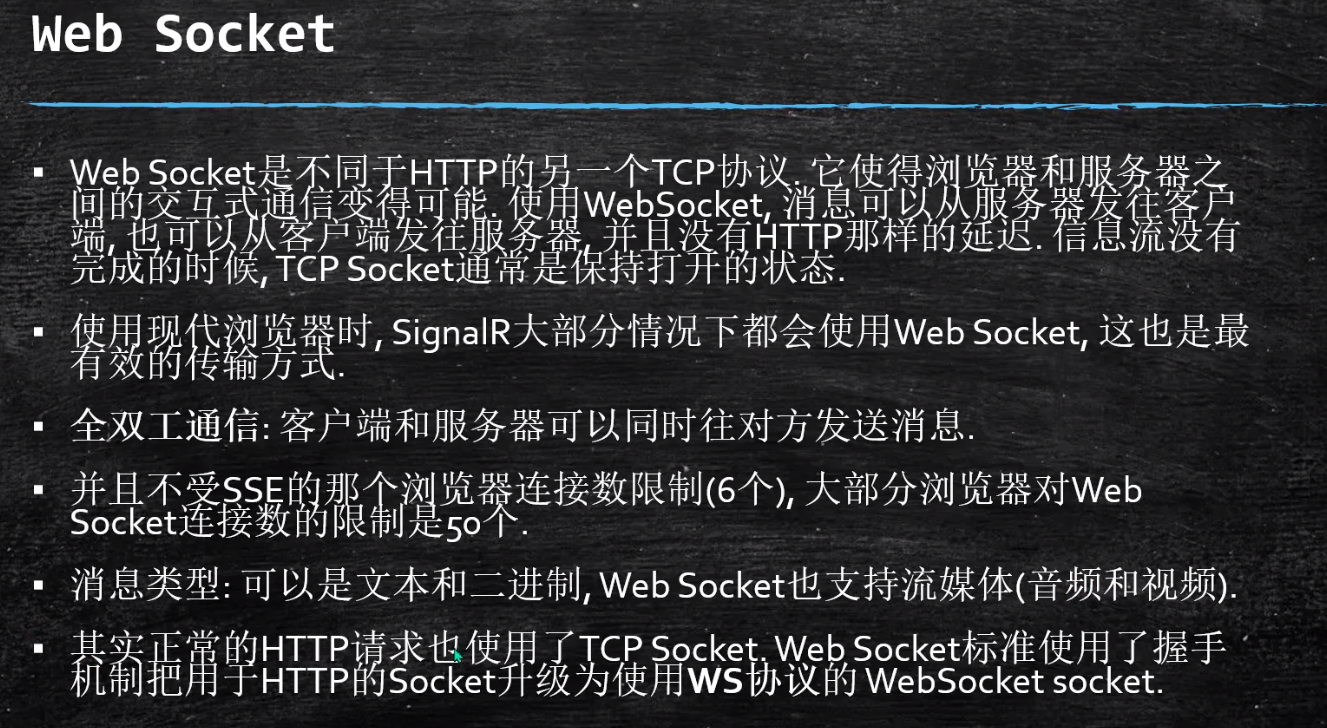 Web Socket
▪ Web Socket是不同于HTTP的另一个TCP协议. 它使得浏览器和服务器之
间的交互式通信变得可能. 使用WebSocket, 消息可以从服务器发往客户
端, 也可以从客户端发往服务器, 并且没有HTTP那样的延迟. 信息流没有
完成的时候, TCP Socket通常是保持打开的状态.
▪ 使用现代浏览器时, SignalR大部分情况下都会使用Web Socket, 这也是最
有效的传输方式.
▪ 全双工通信: 客户端和服务器可以同时往对方发送消息.
▪ 并且不受SSE的那个浏览器连接数限制(6个), 大部分浏览器对Web
Socket连接数的限制是50个.
▪ 消息类型: 可以是文本和二进制, Web Socket也支持流媒体(音频和视频).
▪ 其实正常的HTTP请求也使用了TCP Socket. Web Socket标准使用了握手
机制把用于HTTP的Socket升级为使用WS协议的 WebSocket socket.